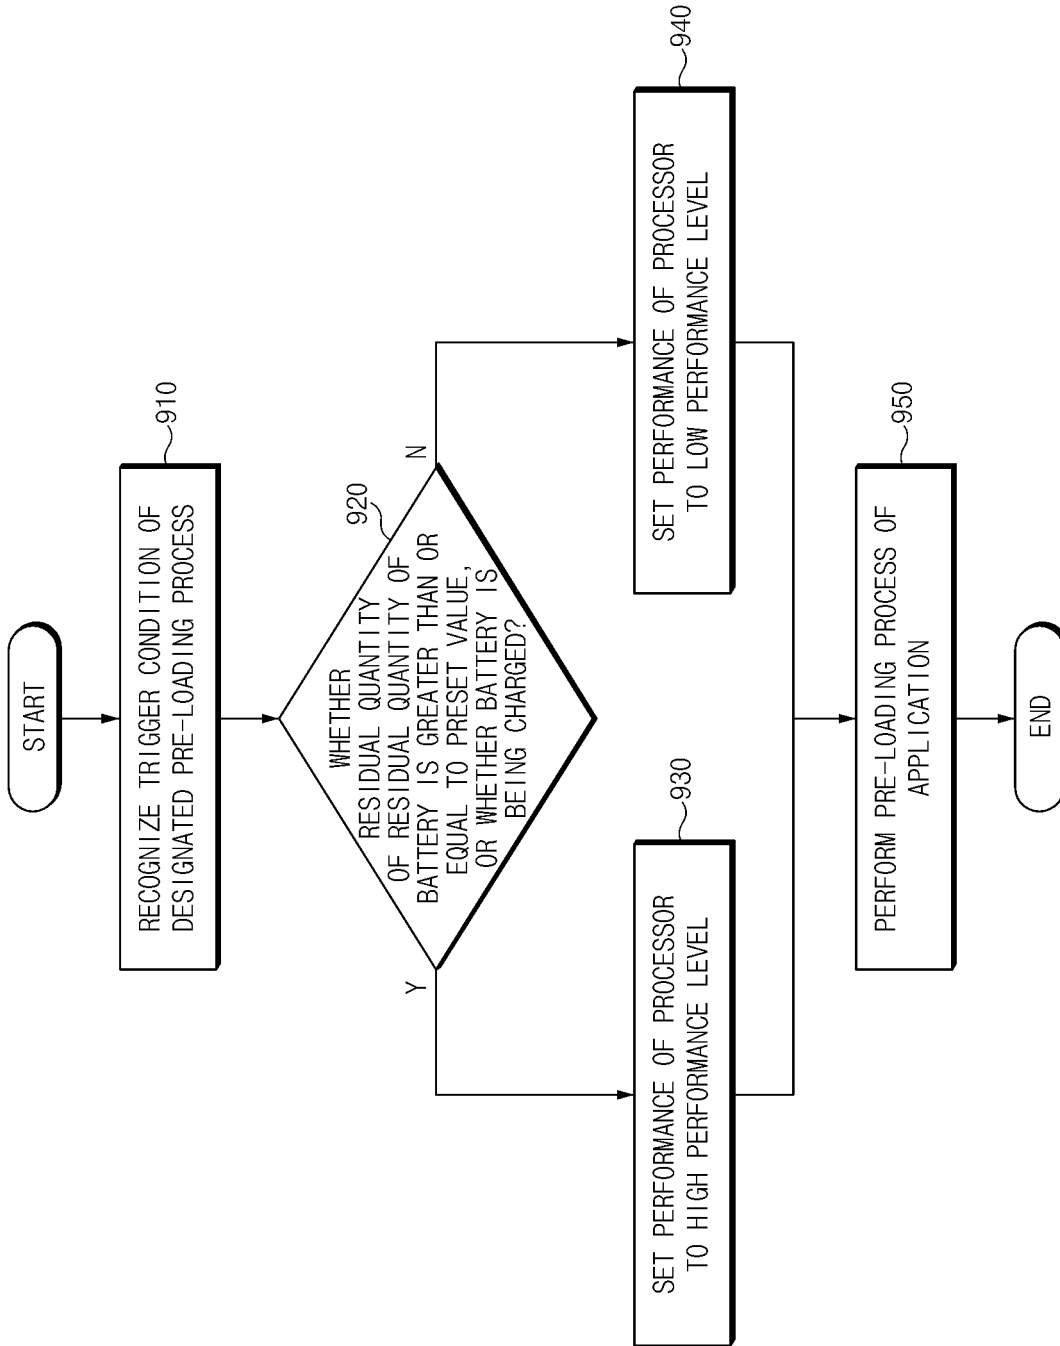 START
910
RECOGNIZE TRIGGER CONDITION OF
DESIGNATED PRE-LOADING PROCESS
920
WHETHER
RESIDUAL QUANTITY
OF RESIDUAL QUANTITY OF
BATTERY IS GREATER THAN OR
EQUAL TO PRESET VALUE,
OR WHETHER BATTERY IS
BEING CHARGED?
Y
N
930
SET PERFORMANCE OF PROCESSOR
TO HIGH PERFORMANCE LEVEL
940
SET PERFORMANCE OF PROCESSOR
TO LOW PERFORMANCE LEVEL
950
PERFORM PRE-LOADING PROCESS OF
APPLICATION
END